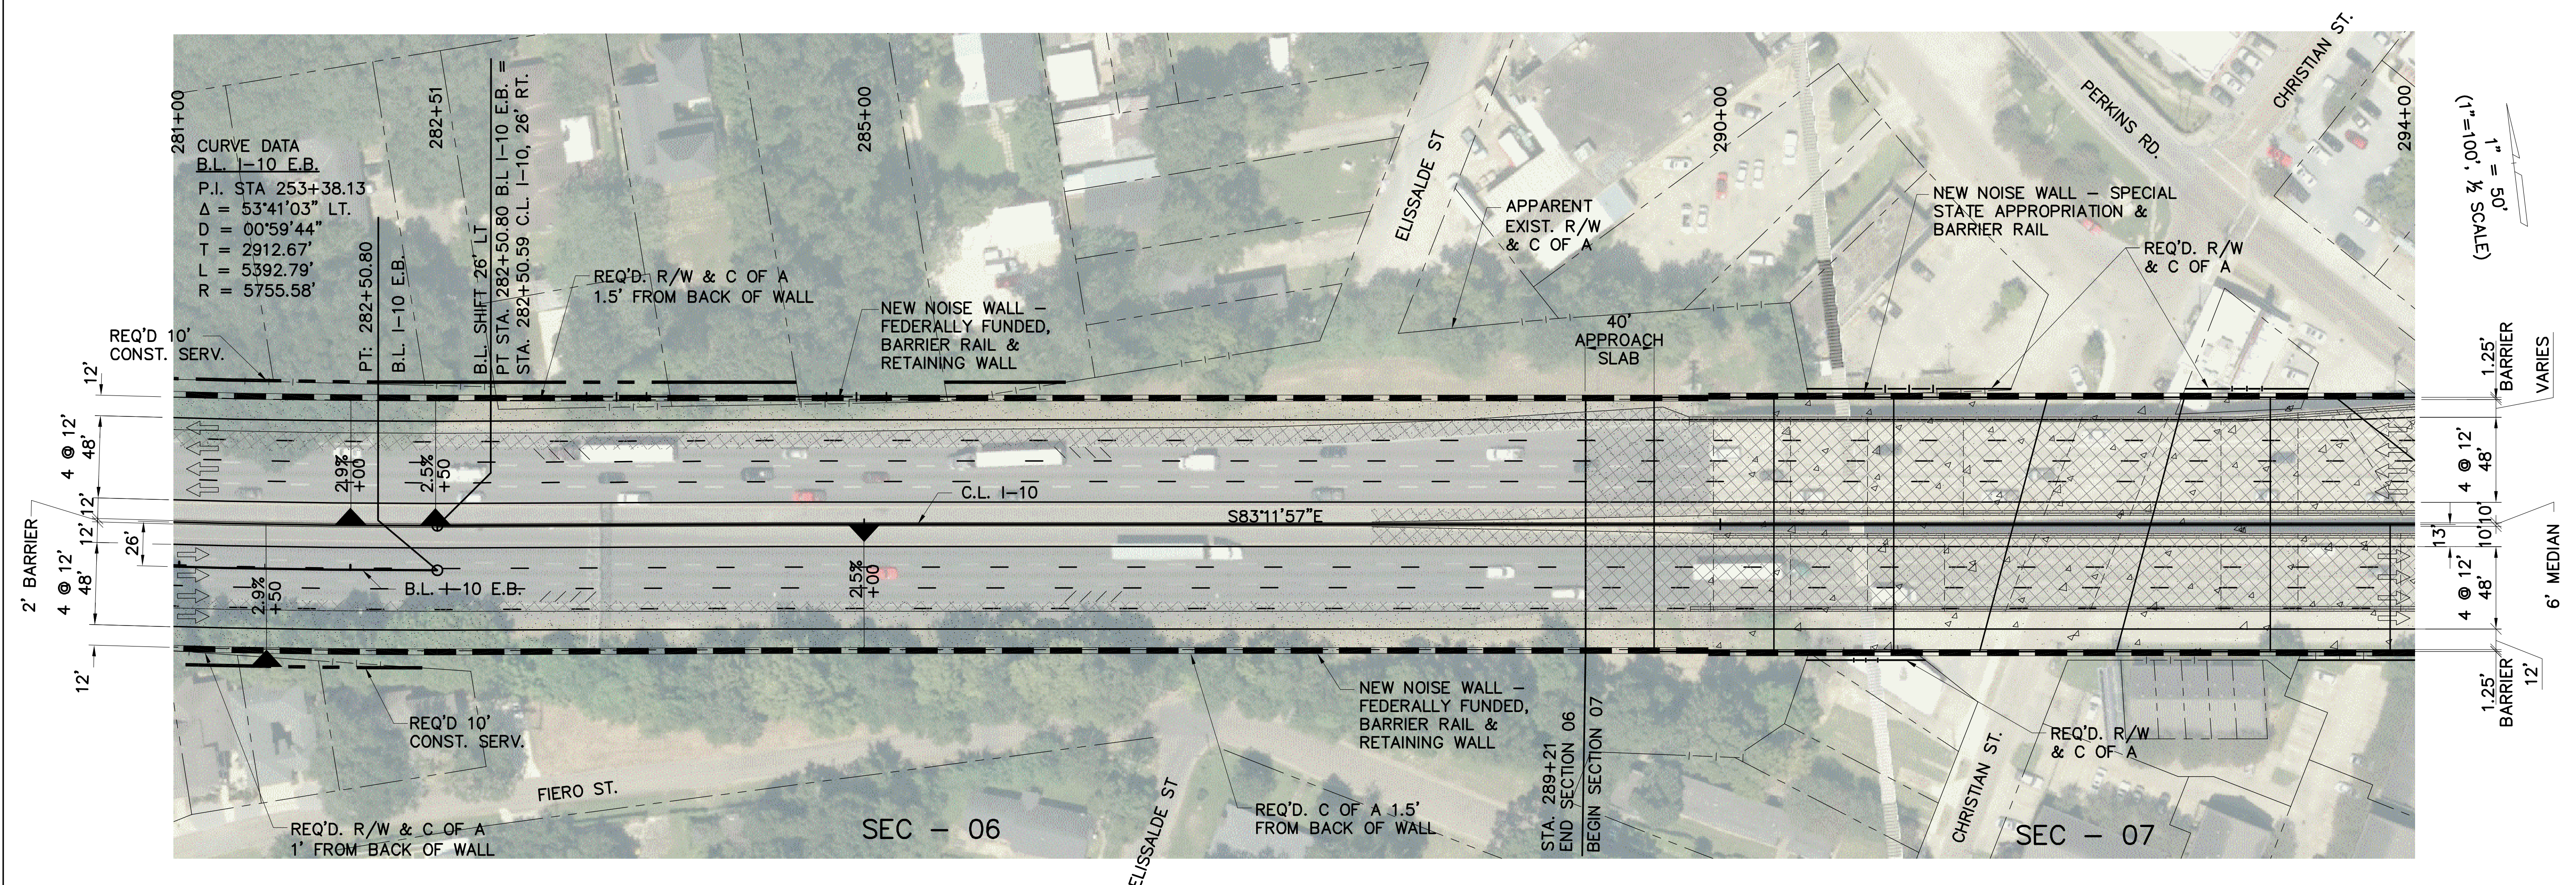 281+00
282+51
285+00
290+00
294+00
CURVE DATA
B.L. I-10 E.B.
P.I. STA 253+38.13
Δ = 53°41'03" LT.
D = 00°59'44"
T = 2912.67'
L = 5392.79'
R = 5755.58'
PT: 282+50.80
B.L. I-10 E.B.
B.L. SHIFT 26' LT
PT STA. 282+50.80 B.L I-10 E.B. =
STA. 282+50.59 C.L. I-10, 26' RT.
REQ'D. R/W & C OF A
1.5' FROM BACK OF WALL
NEW NOISE WALL -
FEDERALLY FUNDED,
BARRIER RAIL &
RETAINING WALL
ELISSALDE ST
APPARENT
EXIST. R/W
& C OF A
40'
APPROACH
SLAB
NEW NOISE WALL - SPECIAL
STATE APPROPRIATION &
BARRIER RAIL
REQ'D. R/W
& C OF A
PERKINS RD.
CHRISTIAN ST.
1" = 50'
(1"=100', ½ SCALE)
REQ'D 10'
CONST. SERV.
12'
4 @ 12'
48'
12'
2' BARRIER
12'
26'
4 @ 12'
48'
12'
2.9%
+00
2.5%
+50
C.L. I-10
S83°11'57"E
2.9%
+50
B.L. I-10 E.B.
2.5%
+00
1.25'
BARRIER
VARIES
4 @ 12'
48'
10'
10'
13'
6' MEDIAN
4 @ 12'
48'
1.25'
BARRIER
12'
REQ'D 10'
CONST. SERV.
NEW NOISE WALL -
FEDERALLY FUNDED,
BARRIER RAIL &
RETAINING WALL
STA. 289+21
END SECTION 06
BEGIN SECTION 07
REQ'D. R/W
& C OF A
CHRISTIAN ST.
FIERO ST.
ELISSALDE ST
REQ'D. C OF A 1.5'
FROM BACK OF WALL
REQ'D. R/W & C OF A
1' FROM BACK OF WALL
SEC - 06
SEC - 07